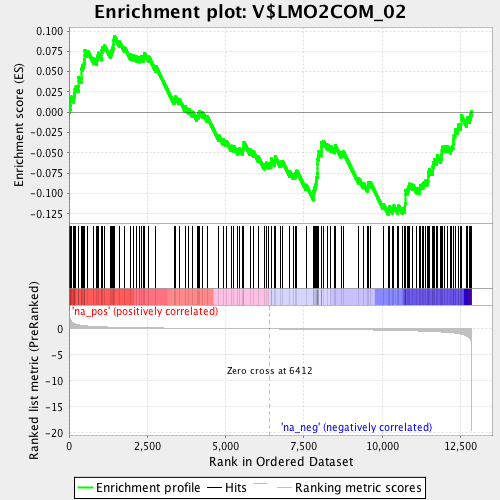 Enrichment plot: V$LMO2COM_02
Enrichment score (ES)
0.100
0.075
0.050
0.025
0.000
-0.025
-0.050
-0.075
-0.100
-0.125
'na_pos' (positively correlated)
Ranked list metric (PreRanked)
0
-5
-10
-15
-20
Zero cross at 6412
'na_neg' (negatively correlated)
0
2,500
5,000
7,500
10,000
12,500
Rank in Ordered Dataset
Enrichment profile
Hits
Ranking metric scores